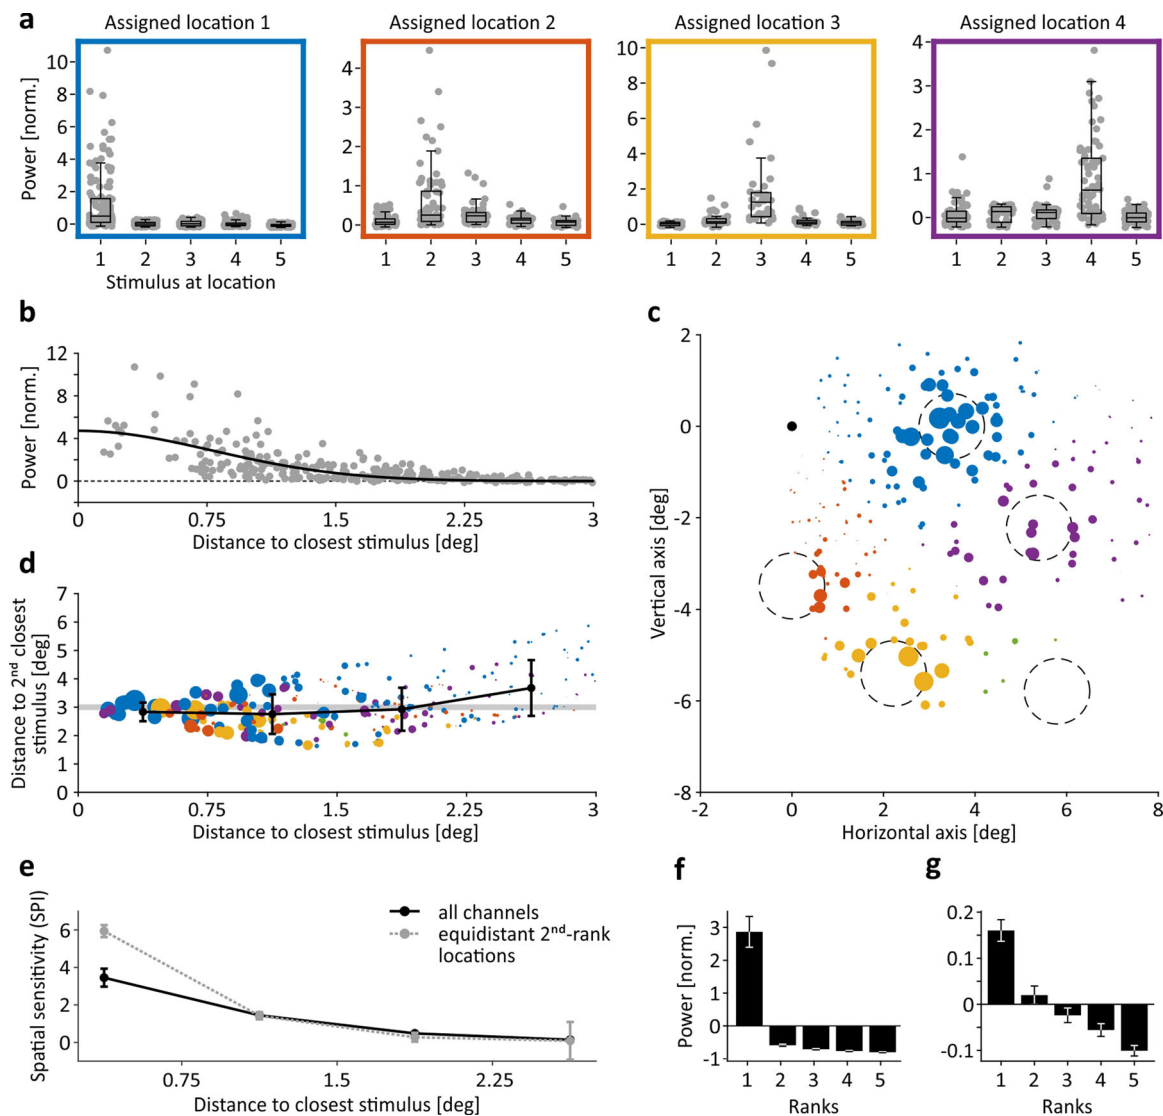 a
Assigned location 1
Assigned location 2
Assigned location 3
Assigned location 4
Power [norm.]
10
8
6
4
2
0
4
3
2
1
0
10
8
6
4
2
0
4
3
2
1
0
1 2 3 4 5
1 2 3 4 5
1 2 3 4 5
1 2 3 4 5
Stimulus at location
b
Power [norm.]
12
8
4
0
0 0.75 1.5 2.25 3
Distance to closest stimulus [deg]
c
Vertical axis [deg]
2
0
-2
-4
-6
-8
-2 0 2 4 6 8
Horizontal axis [deg]
d
Distance to 2nd closest
stimulus [deg]
7
6
5
4
3
2
1
0
0 0.75 1.5 2.25 3
Distance to closest stimulus [deg]
e
Spatial sensitivity (SPI)
6
4
2
0
all channels
equidistant 2nd-rank
locations
0.75 1.5 2.25
Distance to closest stimulus [deg]
f
Power [norm.]
3
2
1
0
-1
1 2 3 4 5
Ranks
g
0.2
0.1
0
-0.1
1 2 3 4 5
Ranks